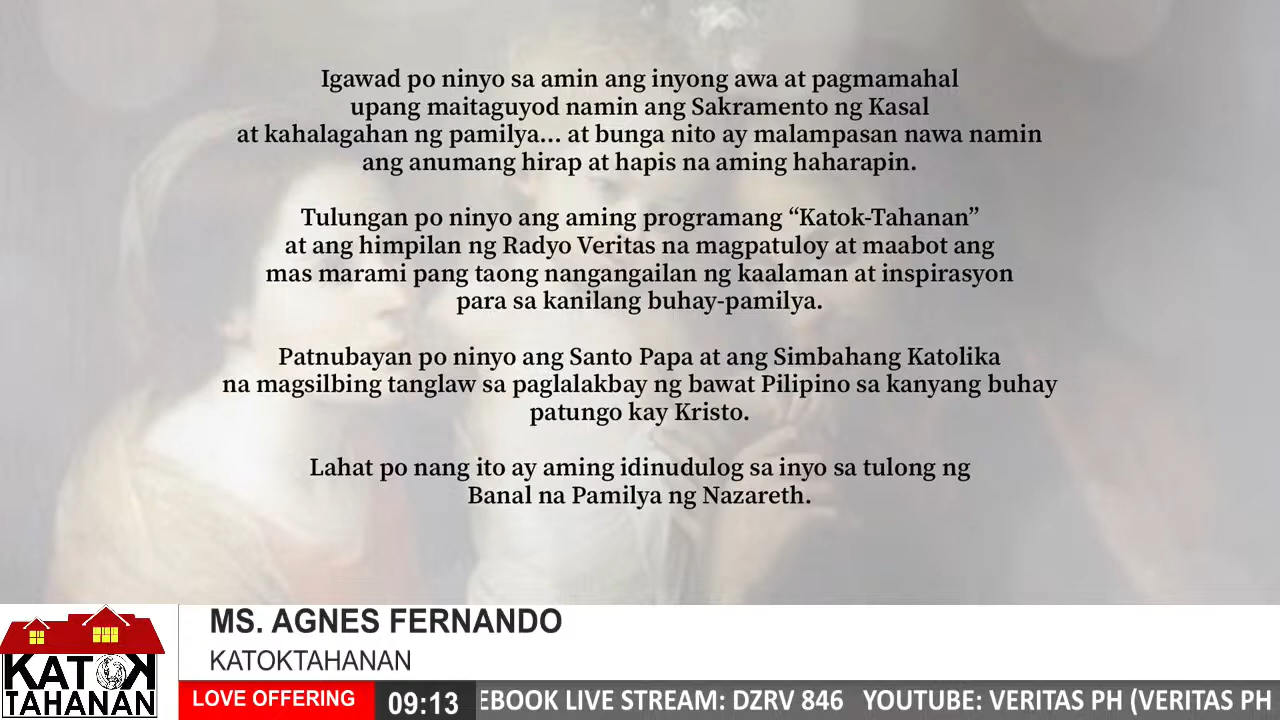 Igawad po ninyo sa amin ang inyong awa at pagmamahal
upang maitaguyod namin ang Sakramento ng Kasal
at kahalagahan ng pamilya... at bunga nito ay malampasan nawa namin
ang anumang hirap at hapis na aming haharapin.
Tulungan po ninyo ang aming programang “Katok-Tahanan”
at ang himpilan ng Radyo Veritas na magpatuloy at maabot ang
mas marami pang taong nangangailan ng kaalaman at inspirasyon
para sa kanilang buhay-pamilya.
Patnubayan po ninyo ang Santo Papa at ang Simbahang Katolika
na magsilbing tanglaw sa paglalakbay ng bawat Pilipino sa kanyang buhay
patungo kay Kristo.
Lahat po nang ito ay aming idinudulog sa inyo sa tulong ng
Banal na Pamilya ng Nazareth.
MS. AGNES FERNANDO
KATOKTAHANAN
KATOK
TAHANAN
LOVE OFFERING
09:13
EBOOK LIVE STREAM: DZRV 846 YOUTUBE: VERITAS PH (VERITAS PH